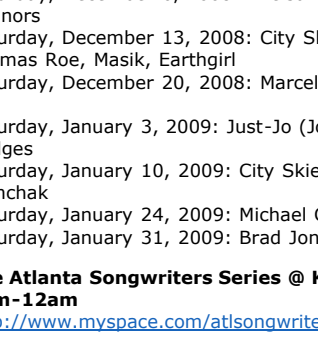 nors
urday, December 13, 2008: City Sk
mas Roe, Masik, Earthgirl
urday, December 20, 2008: Marcel
urday, January 3, 2009: Just-Jo (Jo
dges
urday, January 10, 2009: City Skie
nchak
urday, January 24, 2009: Michael
urday, January 31, 2009: Brad Jon
e Atlanta Songwriters Series @
m-12am
p://www.myspace.com/atlsongwrite